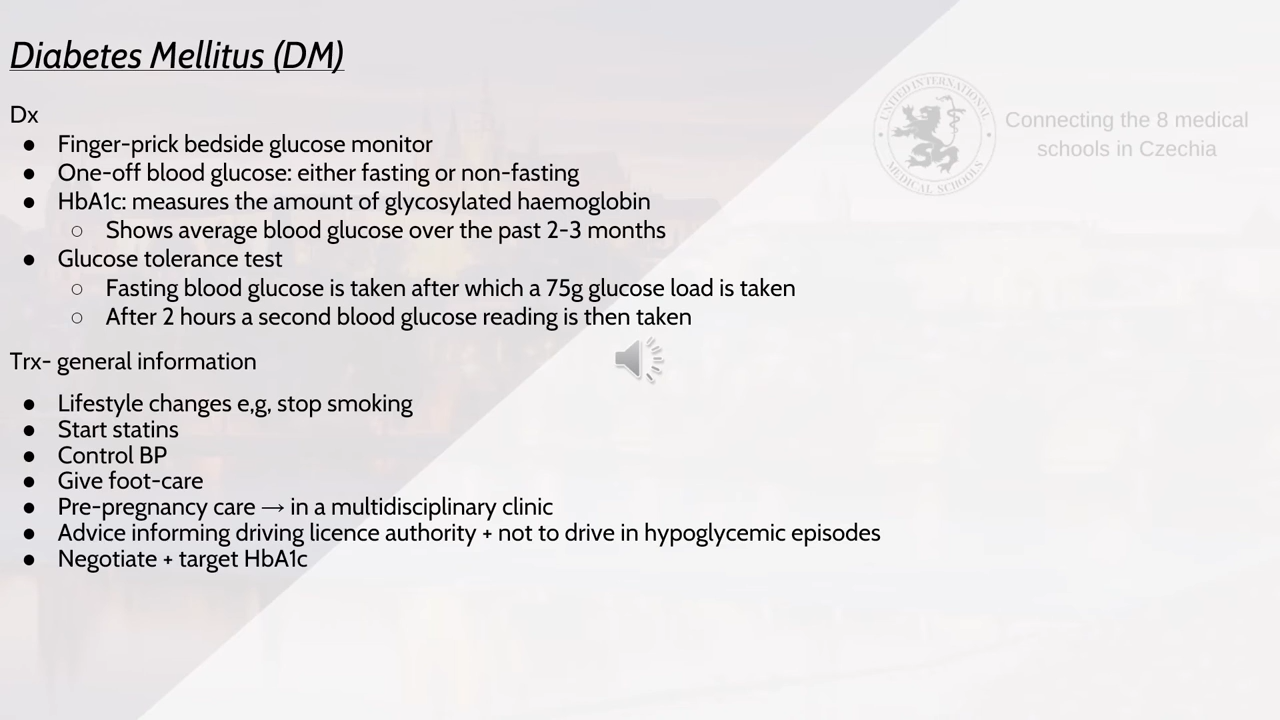 Diabetes Mellitus (DM)
Dx
● Finger-prick bedside glucose monitor
● One-off blood glucose: either fasting or non-fasting
● HbA1c: measures the amount of glycosylated haemoglobin
○ Shows average blood glucose over the past 2-3 months
● Glucose tolerance test
○ Fasting blood glucose is taken after which a 75g glucose load is taken
○ After 2 hours a second blood glucose reading is then taken
Trx- general information
● Lifestyle changes e,g, stop smoking
● Start statins
● Control BP
● Give foot-care
● Pre-pregnancy care → in a multidisciplinary clinic
● Advice informing driving licence authority + not to drive in hypoglycemic episodes
● Negotiate + target HbA1c
UNITED INTERNATIONAL
MEDICAL SCHOOLS
Connecting the 8 medical
schools in Czechia